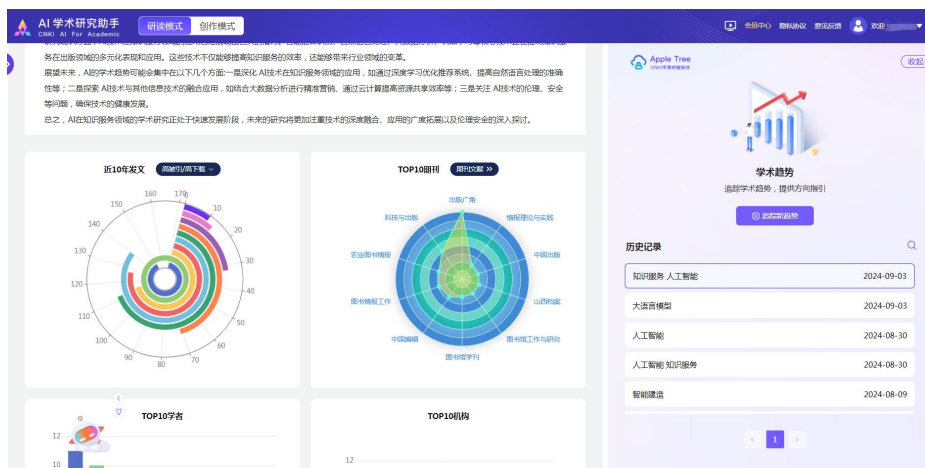 AI 学术研究助手
CNKI AI For Academic
研读模式
创作模式
会员中心
隐私协议
意见反馈
欢迎
务在出版领域的多元化表现和应用。这些技术不仅能够提高知识服务的效率，还能够带来行业领域的变革。
展望未来，AI的学术趋势可能会集中在以下几个方面:一是深化 AI技术在知识服务领域的应用，如通过深度学习优化推荐系统、提高自然语言处理的准确
性等；二是探索 AI技术与其他信息技术的融合应用，如结合大数据分析进行精准营销、通过云计算提高资源共享效率等；三是关注 AI技术的伦理、安全
等问题，确保技术的健康发展。
总之，AI在知识服务领域的学术研究正处于快速发展阶段，未来的研究将更加注重技术的深度融合、应用的广度拓展以及伦理安全的深入探讨。
近10年发文
高被引/高下载
0
10
20
30
40
50
60
70
80
90
100
110
120
130
140
150
160
170
TOP10期刊
期刊文献 »
出版广角
情报理论与实践
中国出版
山西档案
图书馆工作与研究
图书馆学刊
中国编辑
图书情报工作
农业图书情报
科技与出版
TOP10学者
12
10
TOP10机构
12
Apple Tree
CNKI苹果树智能体
收起
学术趋势
追踪学术趋势，提供方向指引
追踪新趋势
历史记录
知识服务 人工智能
2024-09-03
大语言模型
2024-09-03
人工智能
2024-08-30
人工智能 知识服务
2024-08-30
智能建造
2024-08-09
1